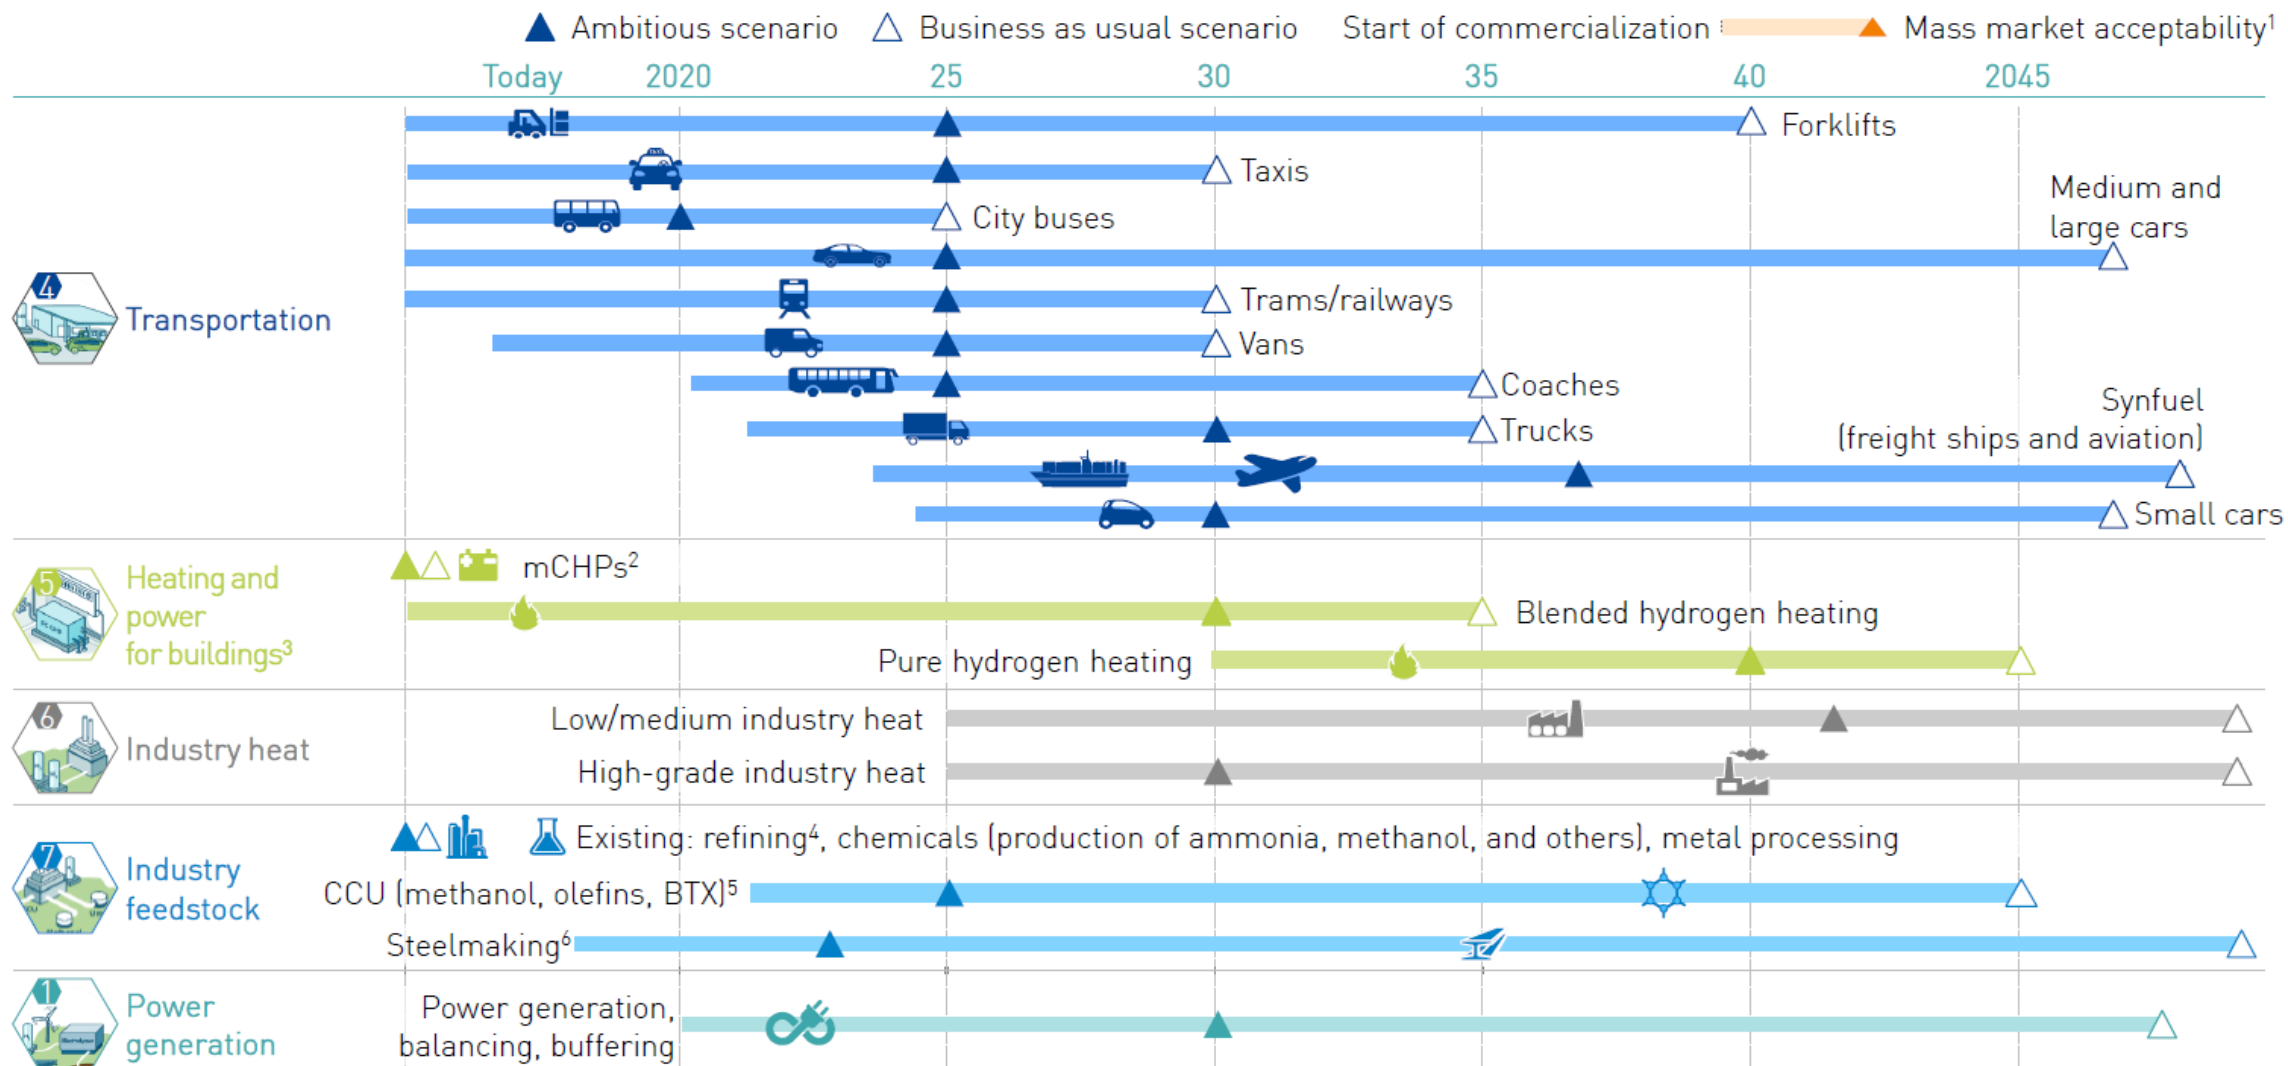 Ambitious scenario Business as usual scenario Start of commercialization Mass market acceptability¹
Today 2020 25 30 35 40 2045
4 Transportation
Forklifts
Taxis
City buses
Medium and
large cars
Trams/railways
Vans
Coaches
Trucks
Synfuel
(freight ships and aviation)
Small cars
5 Heating and
power
for buildings³
mCHPs²
Blended hydrogen heating
Pure hydrogen heating
6 Industry heat
Low/medium industry heat
High-grade industry heat
7 Industry
feedstock
Existing: refining⁴, chemicals (production of ammonia, methanol, and others), metal processing
CCU (methanol, olefins, BTX)⁵
Steelmaking⁶
1 Power
generation
Power generation,
balancing, buffering